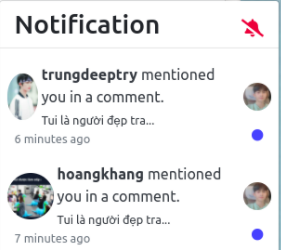 Notification
trungdeeptry mentioned
you in a comment.
Tui là người đẹp tra...
6 minutes ago
hoangkhang mentioned
you in a comment.
Tui là người đẹp tra...
7 minutes ago